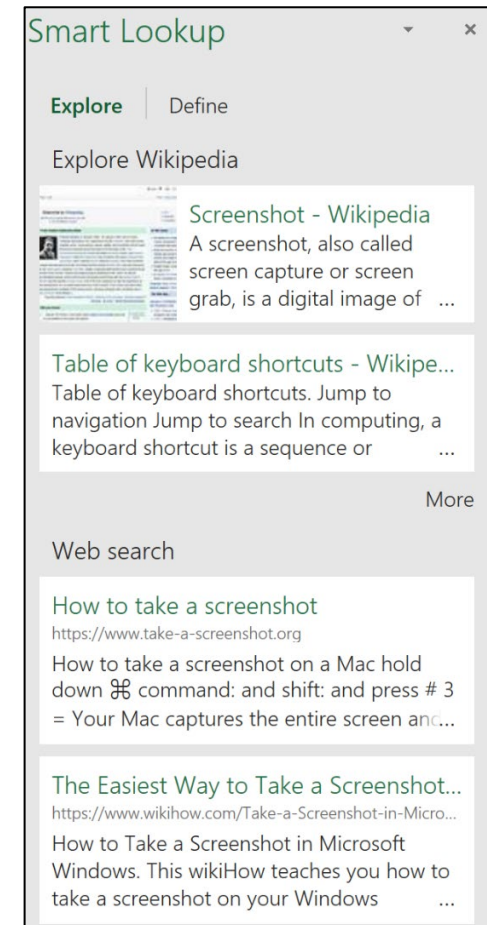 Smart Lookup
Explore
Define
Explore Wikipedia
Screenshot - Wikipedia
A screenshot, also called
screen capture or screen
grab, is a digital image of ...
Table of keyboard shortcuts - Wikipe...
Table of keyboard shortcuts. Jump to
navigation Jump to search In computing, a
keyboard shortcut is a sequence or ...
More
Web search
How to take a screenshot
https://www.take-a-screenshot.org
How to take a screenshot on a Mac hold
down ⌘ command: and shift: and press # 3
= Your Mac captures the entire screen and...
The Easiest Way to Take a Screenshot...
https://www.wikihow.com/Take-a-Screenshot-in-Micro...
How to Take a Screenshot in Microsoft
Windows. This wikiHow teaches you how to
take a screenshot on your Windows ...